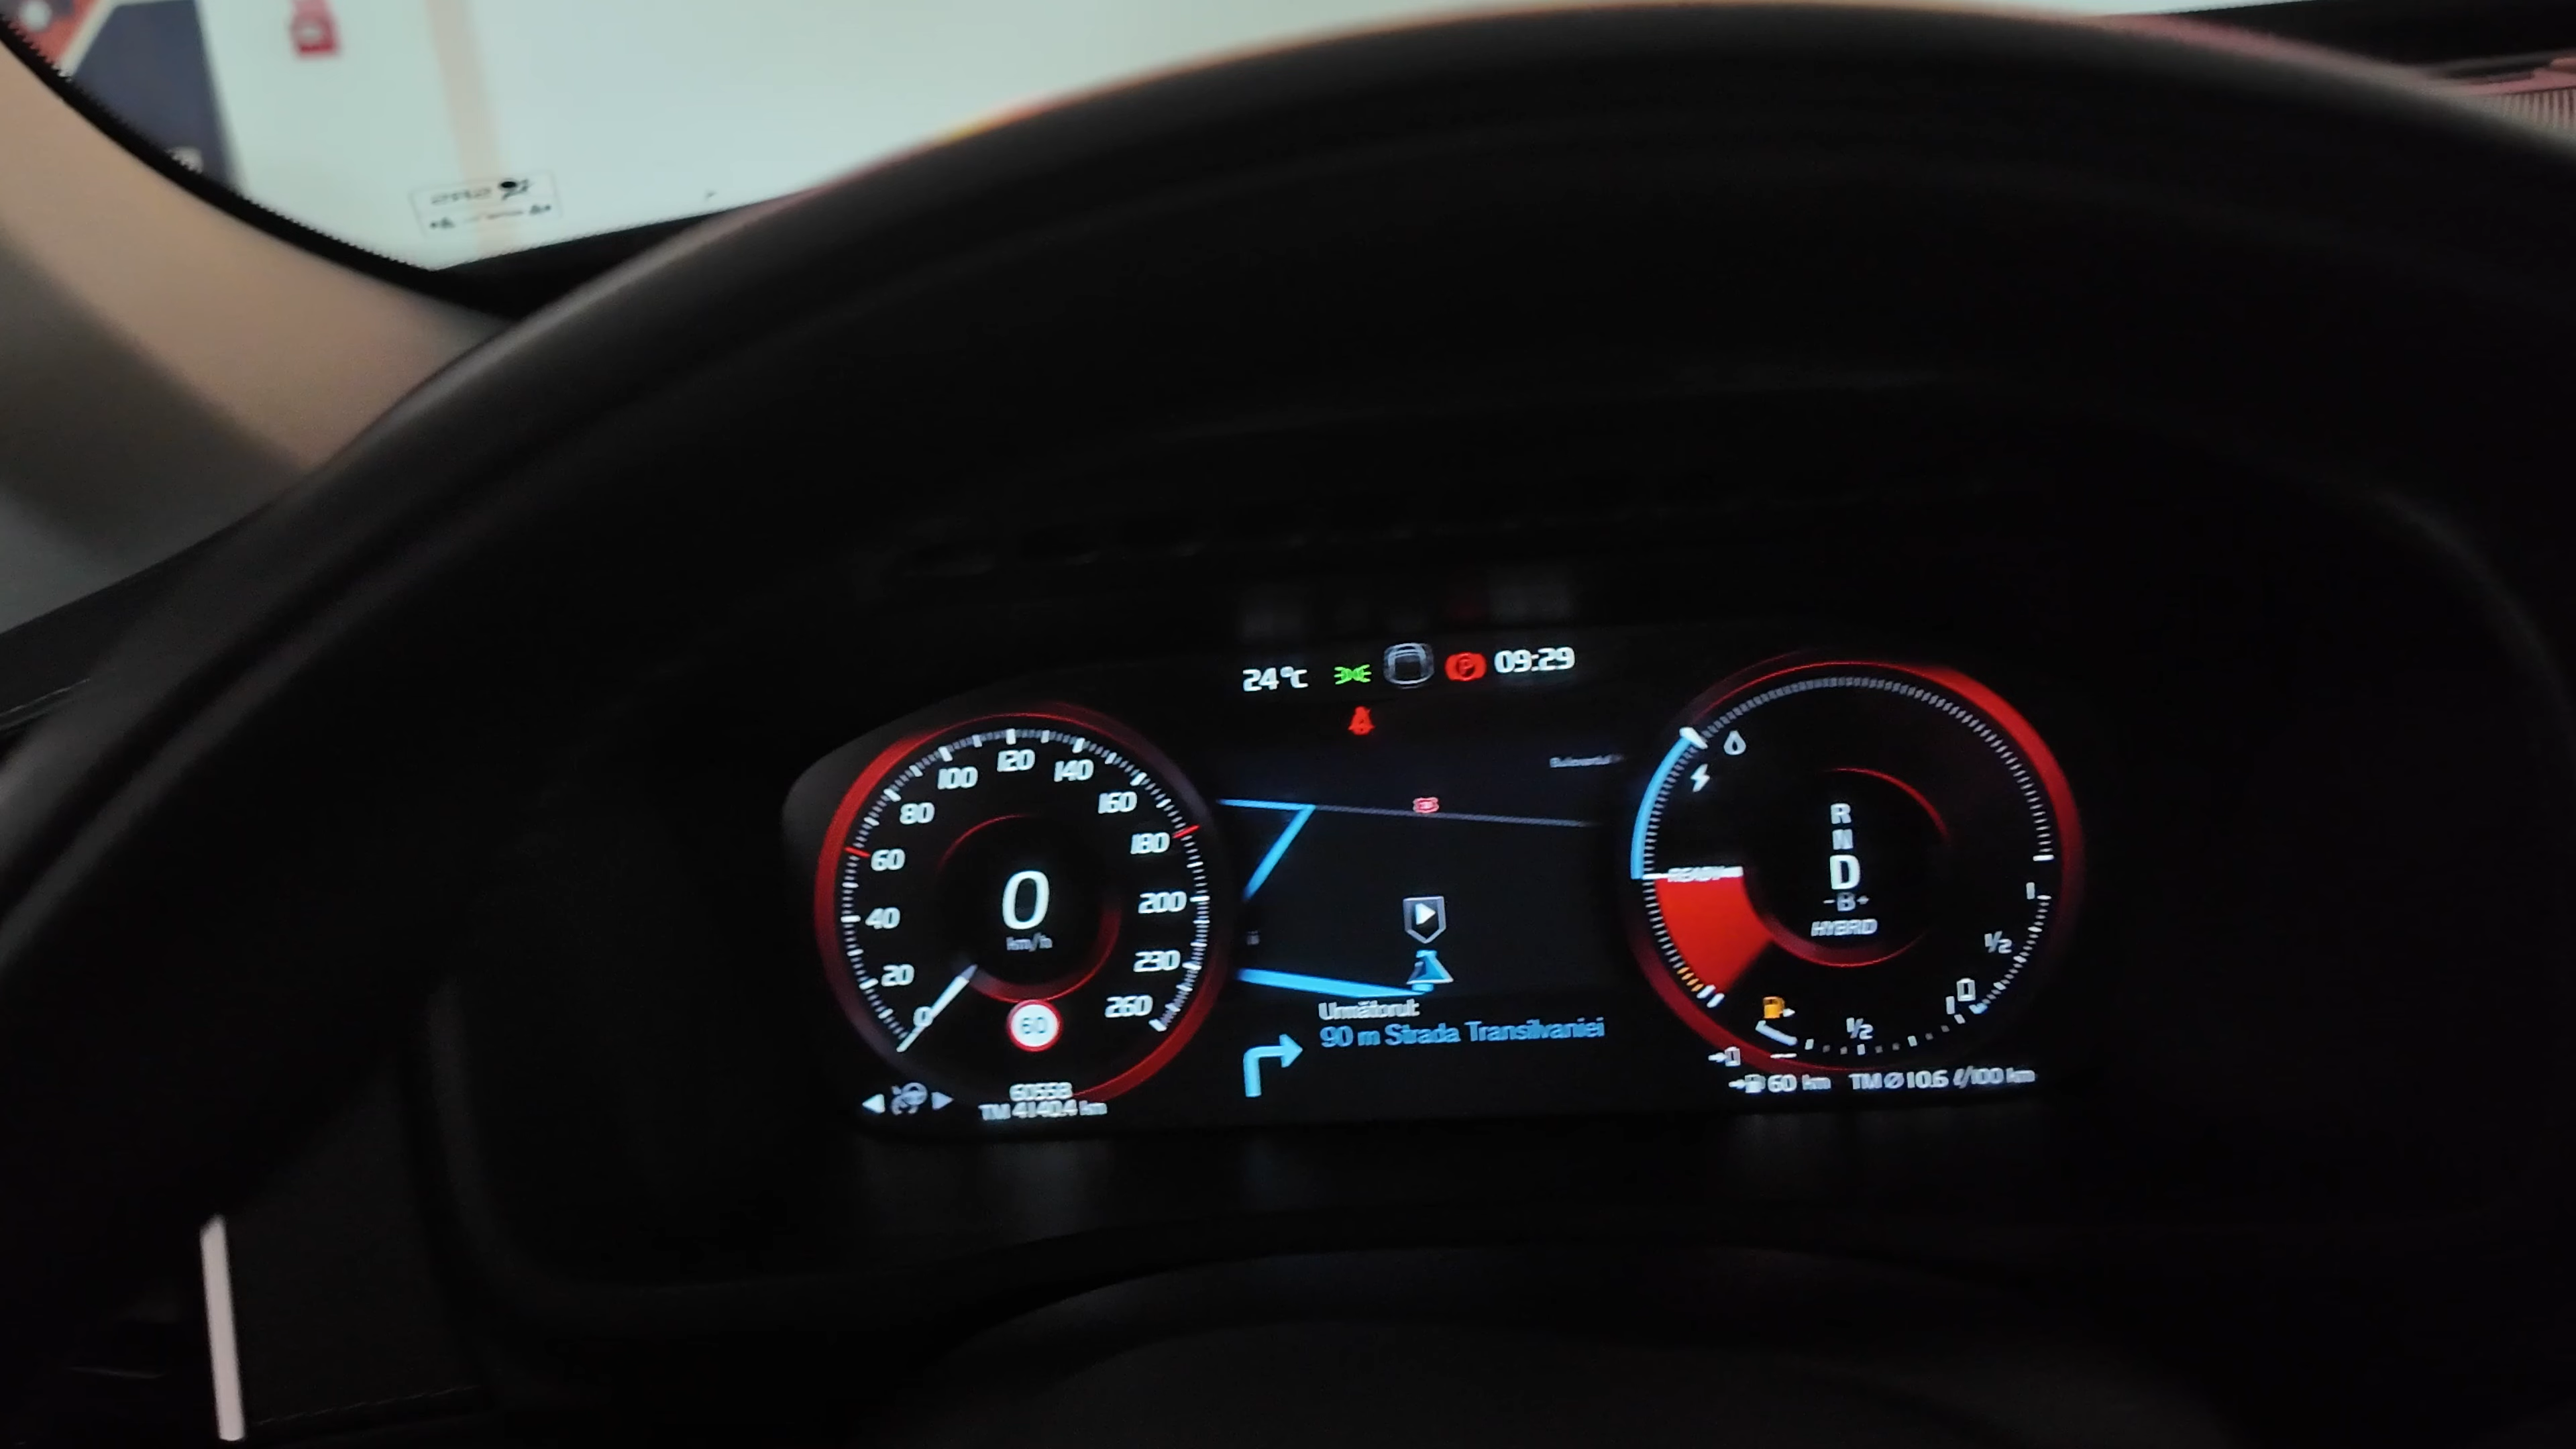 24°C
P
09:29
0
20
40
60
80
100
120
140
160
180
200
230
260
0
km/h
60
60558
TM 4140.4 km
Următorul:
90 m Strada Transilvaniei
READY
R
N
D
-B+
HYBRID
1/2
1/2
60 km
TM Ø 10.6 ℓ/100 km